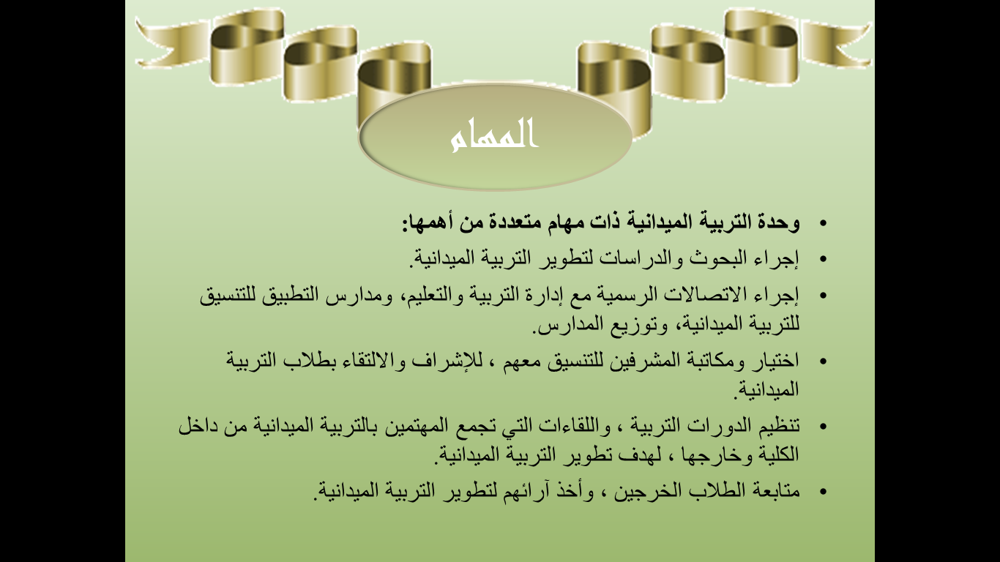 المهام
• وحدة التربية الميدانية ذات مهام متعددة من أهمها:
• إجراء البحوث والدراسات لتطوير التربية الميدانية.
• إجراء الاتصالات الرسمية مع إدارة التربية والتعليم، ومدارس التطبيق للتنسيق
للتربية الميدانية، وتوزيع المدارس.
• اختيار ومكاتبة المشرفين للتنسيق معهم ، للإشراف والالتقاء بطلاب التربية
الميدانية.
• تنظيم الدورات التربية ، واللقاءات التي تجمع المهتمين بالتربية الميدانية من داخل
الكلية وخارجها ، لهدف تطوير التربية الميدانية.
• متابعة الطلاب الخرجين ، وأخذ آرائهم لتطوير التربية الميدانية.